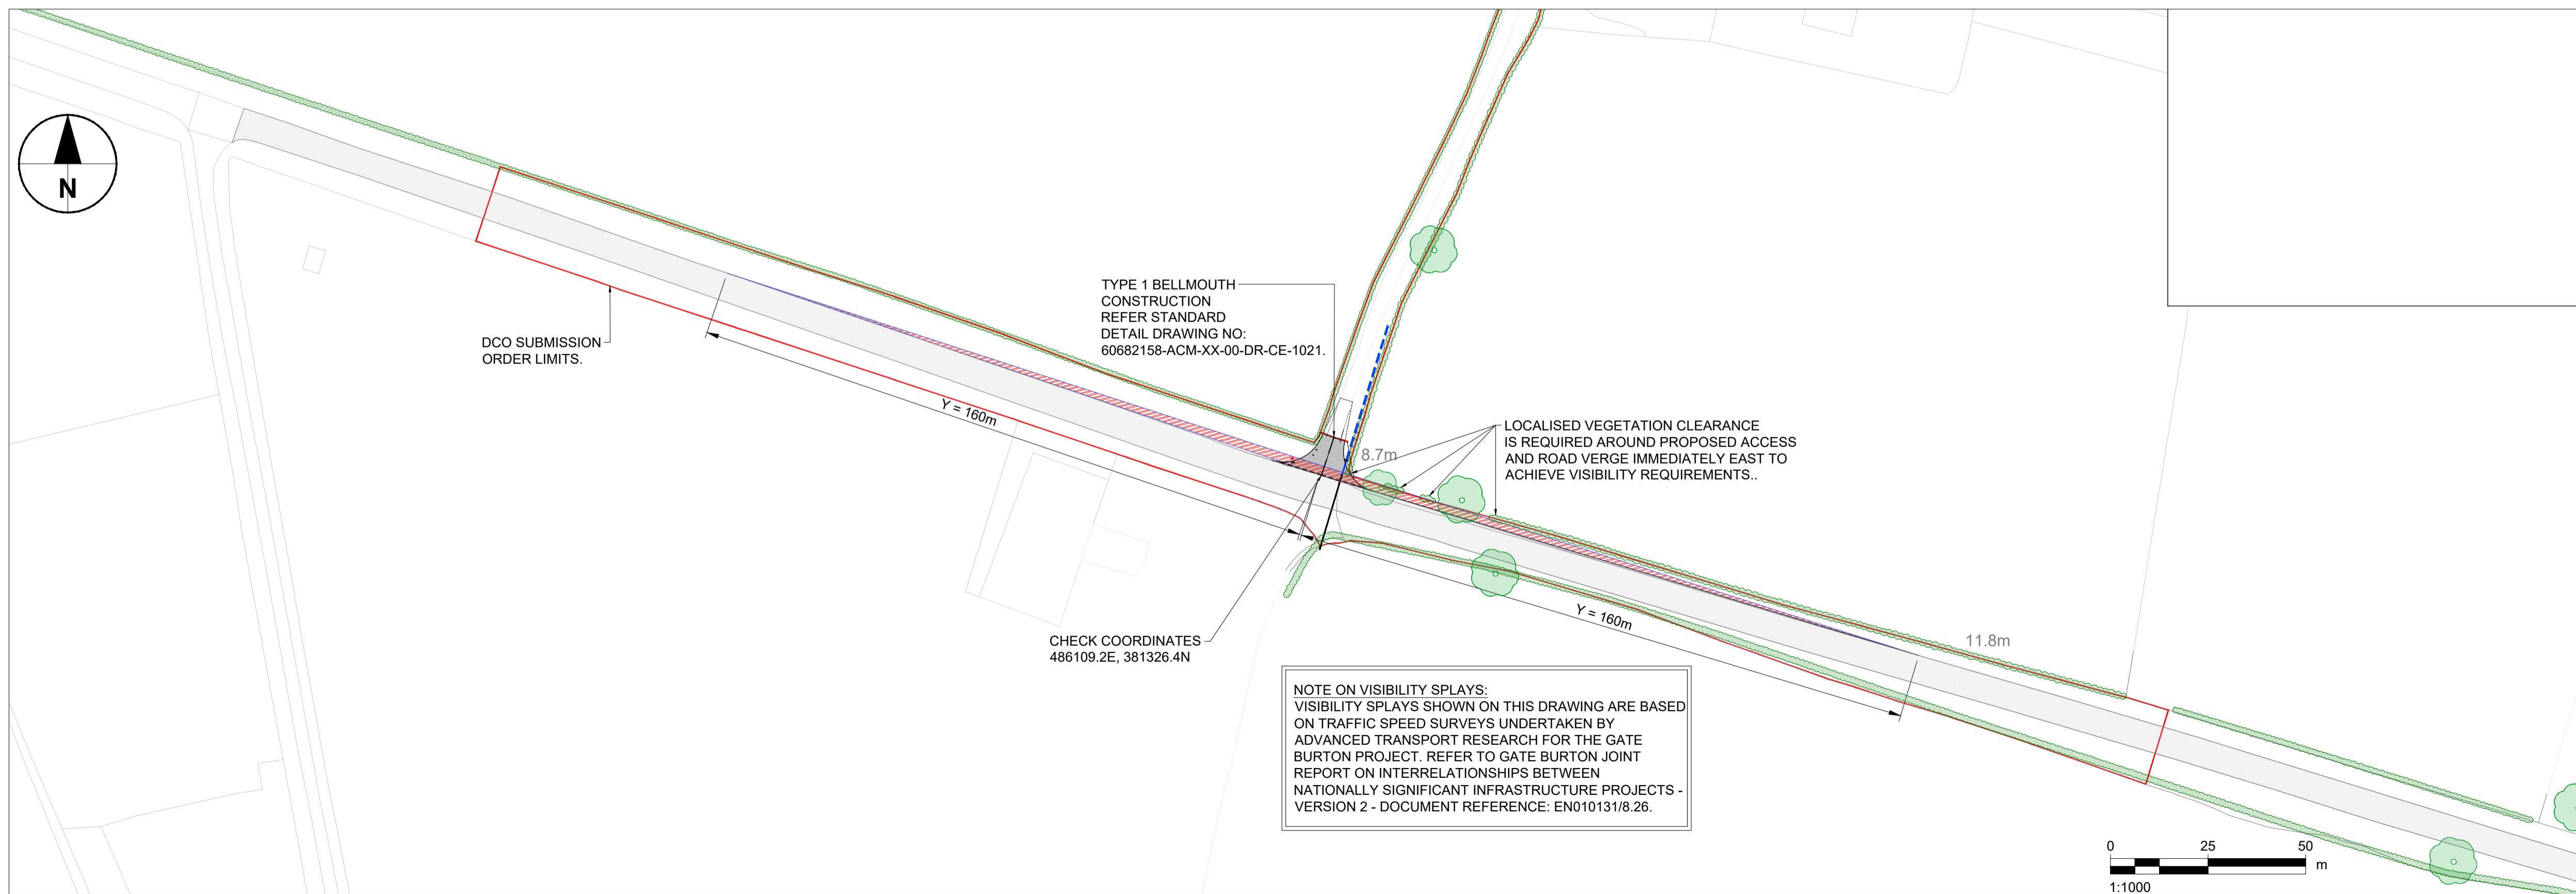 N
TYPE 1 BELLMOUTH
CONSTRUCTION
REFER STANDARD
DETAIL DRAWING NO:
60682158-ACM-XX-00-DR-CE-1021.
DCO SUBMISSION
ORDER LIMITS.
Y = 160m
8.7m
LOCALISED VEGETATION CLEARANCE
IS REQUIRED AROUND PROPOSED ACCESS
AND ROAD VERGE IMMEDIATELY EAST TO
ACHIEVE VISIBILITY REQUIREMENTS..
Y = 160m
11.8m
CHECK COORDINATES
486109.2E, 381326.4N
NOTE ON VISIBILITY SPLAYS:
VISIBILITY SPLAYS SHOWN ON THIS DRAWING ARE BASED
ON TRAFFIC SPEED SURVEYS UNDERTAKEN BY
ADVANCED TRANSPORT RESEARCH FOR THE GATE
BURTON PROJECT. REFER TO GATE BURTON JOINT
REPORT ON INTERRELATIONSHIPS BETWEEN
NATIONALLY SIGNIFICANT INFRASTRUCTURE PROJECTS -
VERSION 2 - DOCUMENT REFERENCE: EN010131/8.26.
0 25 50
m
1:1000